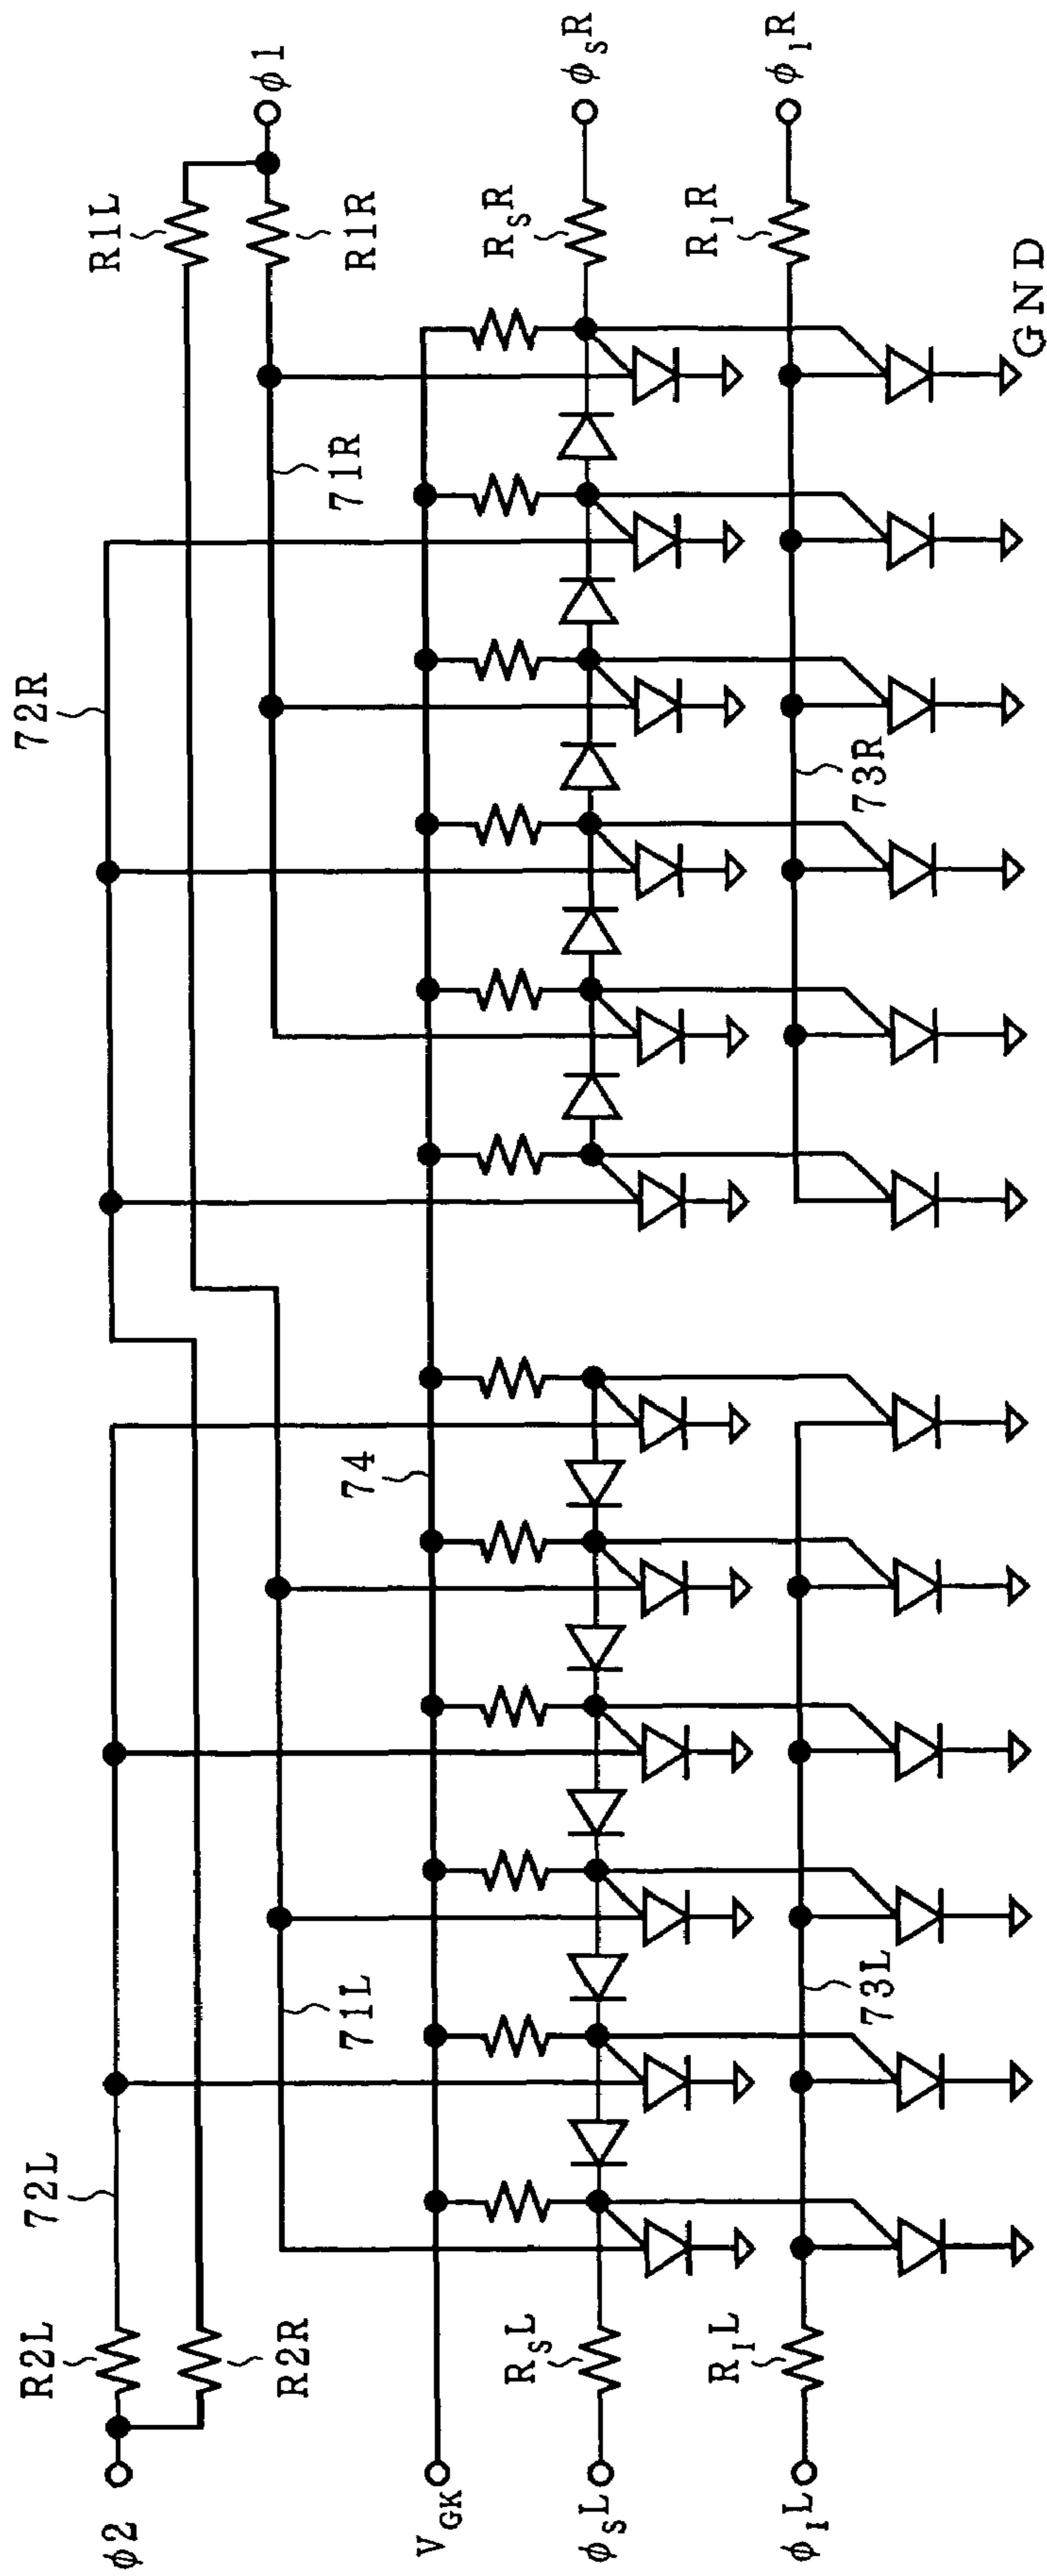 R1L
φ1
R1R
71R
72R
RSR
φSR
RIR
φIR
73R
GND
74
72L
71L
73L
R2L
R2R
φ2
VGK
RSL
φSL
RIL
φIL